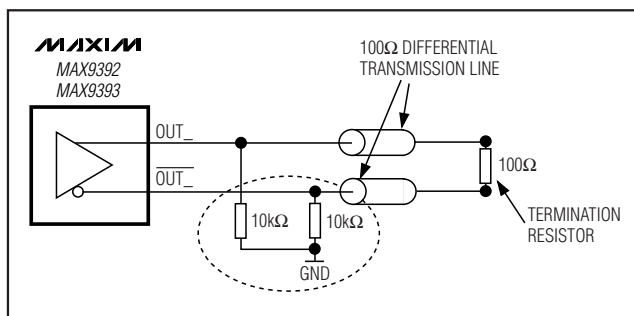 MAXIM
MAX9392
MAX9393
100Ω DIFFERENTIAL
TRANSMISSION LINE
OUT_
OUT_
10kΩ
10kΩ
GND
100Ω
TERMINATION
RESISTOR